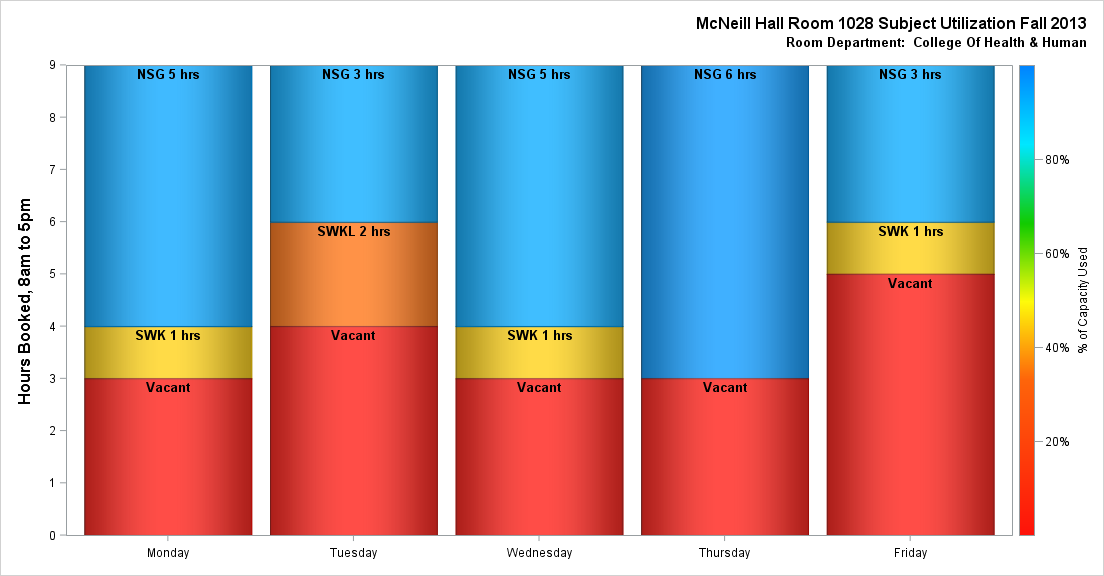 McNeill Hall Room 1028 Subject Utilization Fall 2013
Room Department:  College Of Health & Human
Hours Booked, 8am to 5pm
9
8
7
6
5
4
3
2
1
0
NSG 5 hrs
SWK 1 hrs
Vacant
NSG 3 hrs
SWKL 2 hrs
Vacant
NSG 5 hrs
SWK 1 hrs
Vacant
NSG 6 hrs
Vacant
NSG 3 hrs
SWK 1 hrs
Vacant
Monday
Tuesday
Wednesday
Thursday
Friday
80%
60%
40%
20%
% of Capacity Used